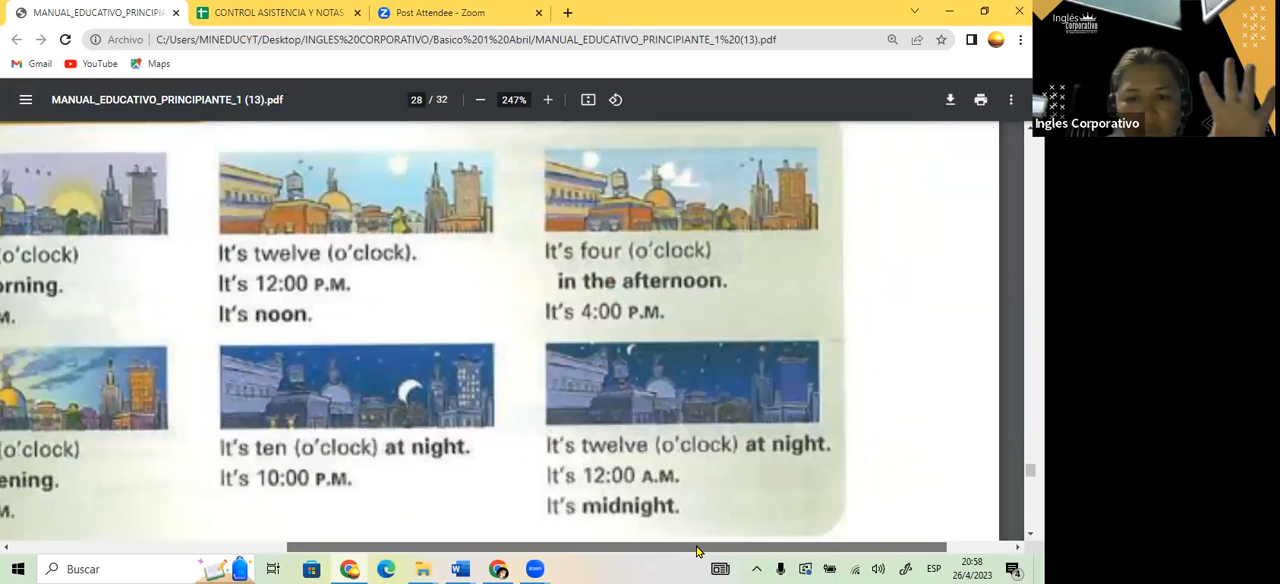 MANUAL_EDUCATIVO_PRINCIPIA
CONTROL ASISTENCIA Y NOTAS
Post Attendee - Zoom
Archivo
C:/Users/MINEDUCYT/Desktop/INGLES%20CORPORATIVO/Basico%201%20Abril/MANUAL_EDUCATIVO_PRINCIPIANTE_1%20(13).pdf
Gmail
YouTube
Maps
MANUAL_EDUCATIVO_PRINCIPIANTE_1 (13).pdf
28 / 32
247%
(o'clock)
orning.
M.
It's twelve (o'clock).
It's 12:00 P.M.
It's noon.
It's four (o'clock)
in the afternoon.
It's 4:00 P.M.
(o'clock)
ening.
M.
It's ten (o'clock) at night.
It's 10:00 P.M.
It's twelve (o'clock) at night.
It's 12:00 A.M.
It's midnight.
Inglés
Corporativo
Ingles Corporativo
Buscar
ESP
20:58
26/4/2023
4